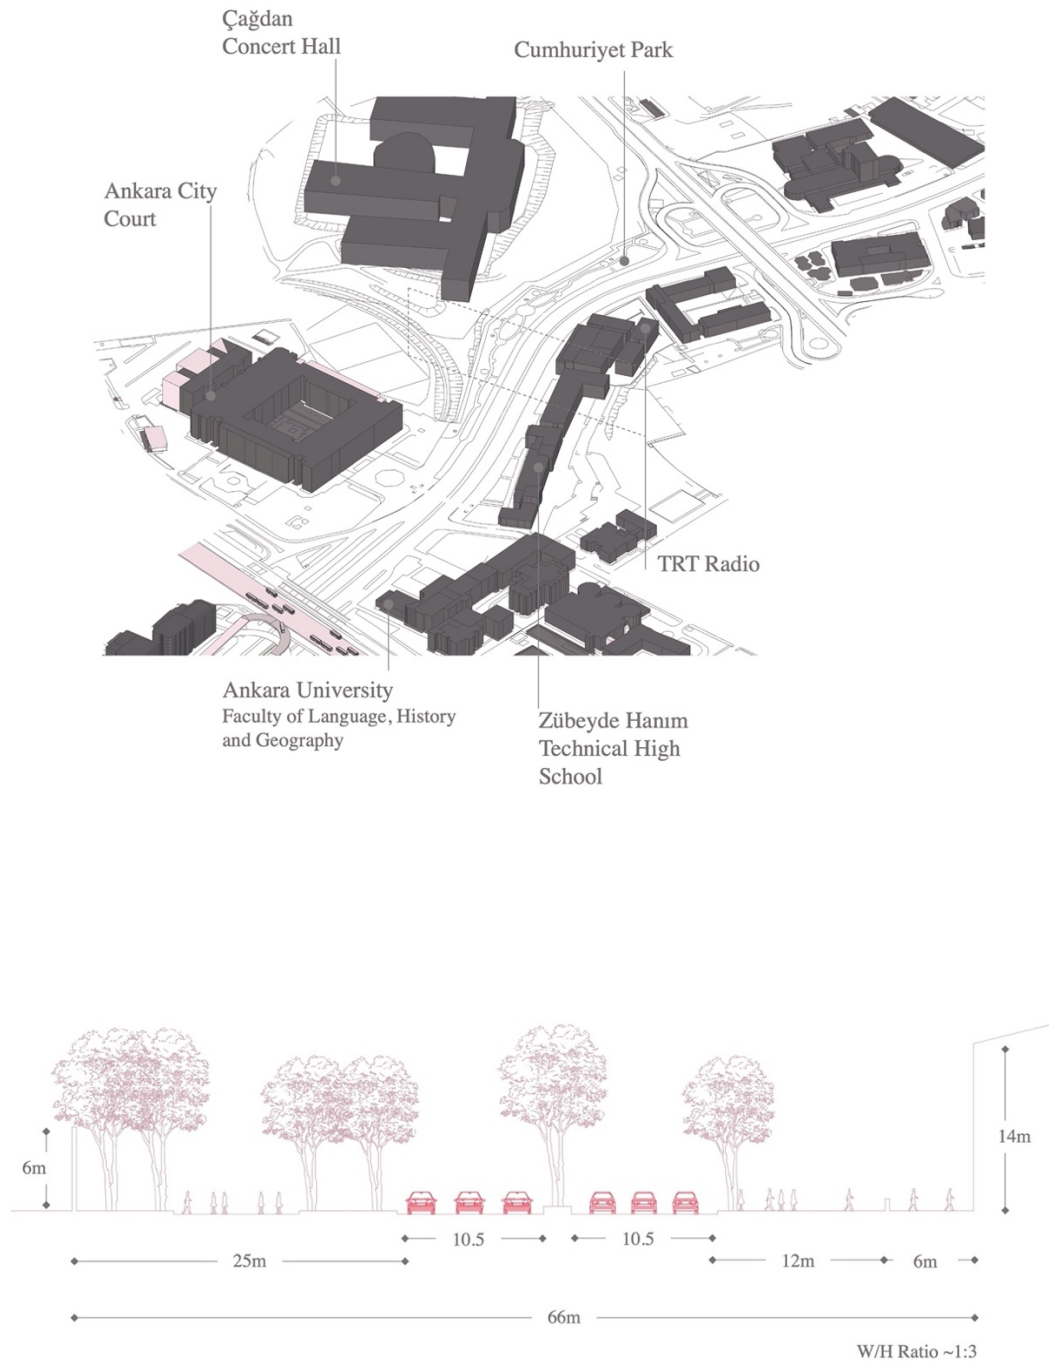 Çağdan
Concert Hall
Cumhuriyet Park
Ankara City
Court
TRT Radio
Ankara University
Faculty of Language, History
and Geography
Zübeyde Hanım
Technical High
School
6m
14m
10.5
10.5
25m
12m
6m
66m
W/H Ratio ~1:3